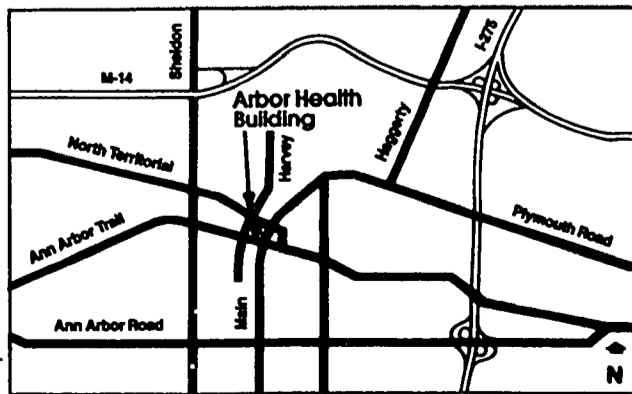 I-275
Sheldon
M-14
Arbor Health
Building
Haggerty
Harvey
North Territorial
Ann Arbor Trail
Plymouth Road
Main
Ann Arbor Road
N